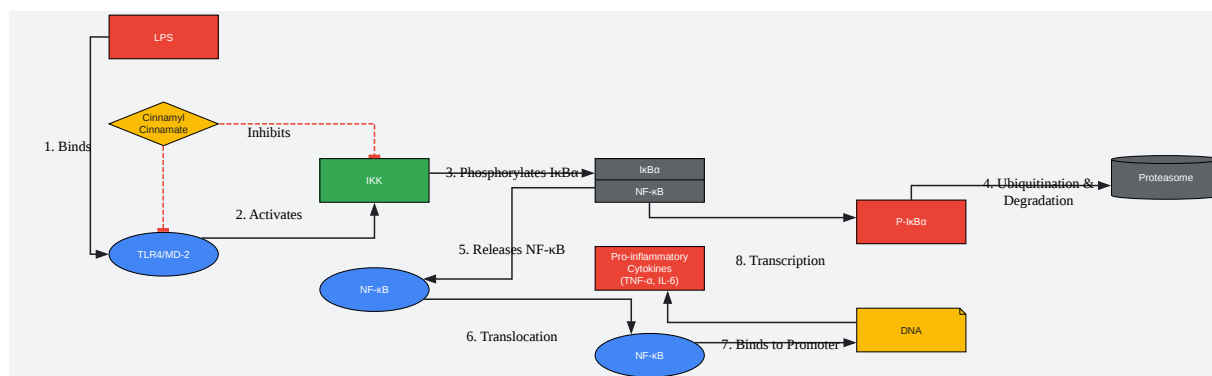 LPS
Cinnamyl
Cinnamate
Inhibits
1. Binds
IKK
3. Phosphorylates IκBα
IκBα
NF-κB
Proteasome
4. Ubiquitination &
Degradation
2. Activates
P-IκBα
TLR4/MD-2
5. Releases NF-κB
Pro-inflammatory
Cytokines
(TNF-α, IL-6)
8. Transcription
NF-κB
6. Translocation
DNA
7. Binds to Promoter
NF-κB